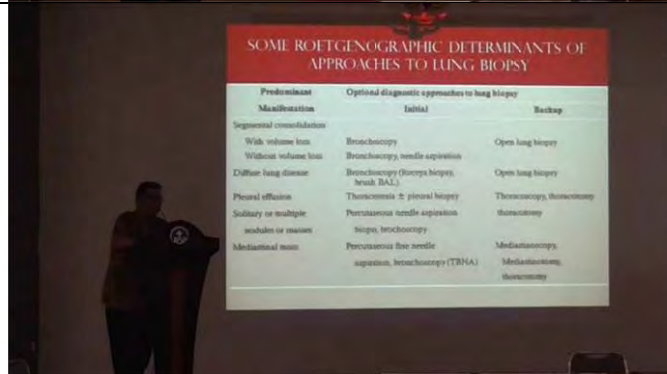 SOME ROETGENOGRAPHIC DETERMINANTS OF
APPROACHES TO LUNG BIOPSY
Predominant Optional diagnostic approaches to lung biopsy
Manifestation Initial Backup
Segmental consolidation
With volume loss Bronchoscopy Open lung biopsy
Without volume loss Bronchoscopy, needle aspiration
Diffuse lung disease Bronchoscopy (forceps biopsy, Open lung biopsy
brush BAL)
Pleural effusion Thoracentesis ± pleural biopsy Thoracoscopy, thoracotomy
Solitary or multiple Percutaneous needle aspiration thoracotomy
nodules or masses biopsi, brochoscopy
Mediastinal mass Percutaneous fine needle Mediastinoscopy,
aspiration, bronchoscopy (TBNA) Mediastinotomy,
thoracotomy